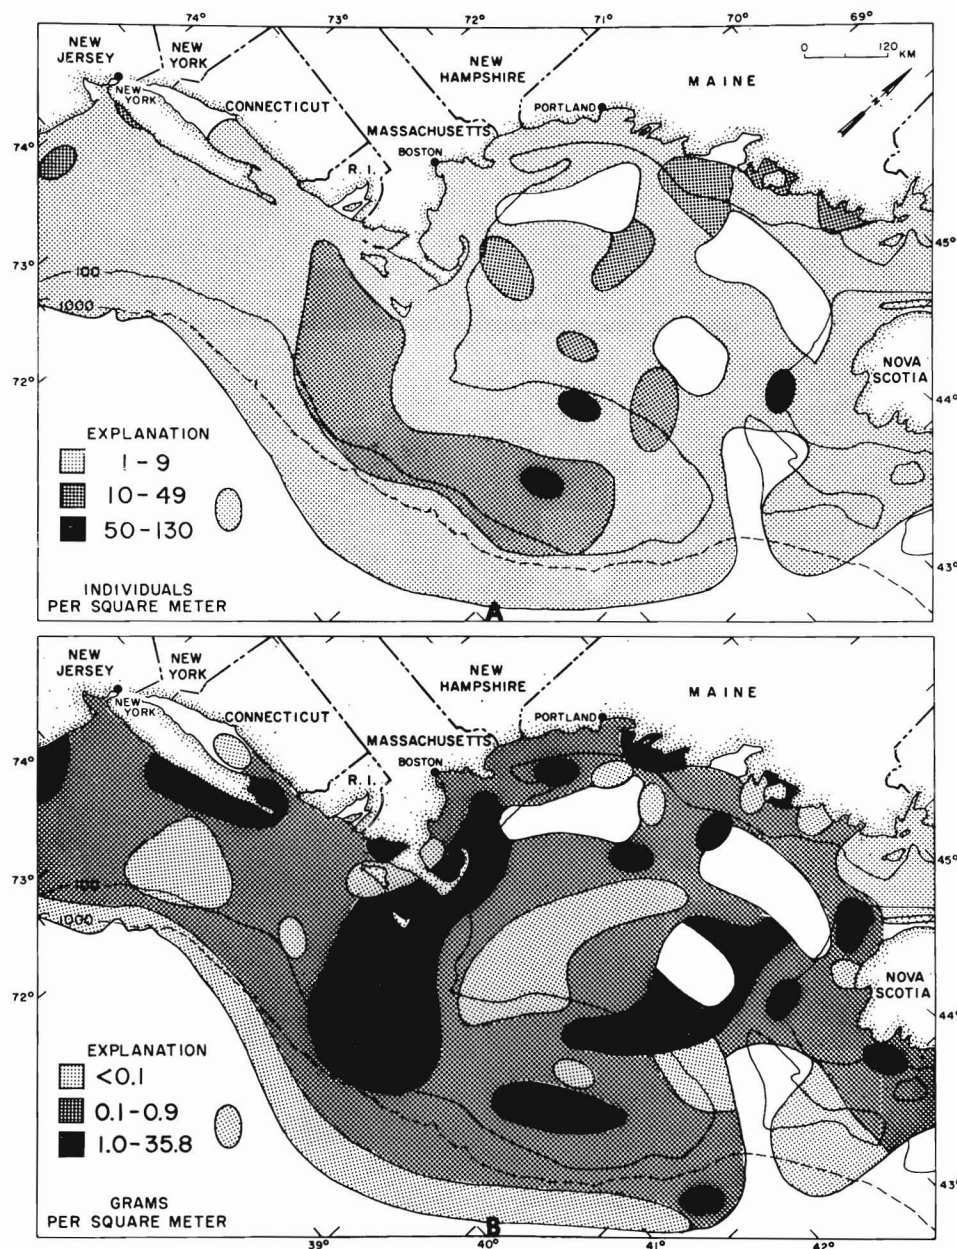 74° 73° 72° 71° 70° 69°
NEW JERSEY
NEW YORK
NEW YORK
CONNECTICUT
R. I.
MASSACHUSETTS
BOSTON
NEW HAMPSHIRE
PORTLAND
MAINE
0 120 KM
74°
73°
72°
100
1000
45°
44°
43°
NOVA SCOTIA
EXPLANATION
1-9
10-49
50-130
INDIVIDUALS
PER SQUARE METER
A
NEW JERSEY
NEW YORK
NEW YORK
CONNECTICUT
R. I.
MASSACHUSETTS
BOSTON
NEW HAMPSHIRE
PORTLAND
MAINE
74°
73°
72°
100
1000
45°
44°
43°
NOVA SCOTIA
EXPLANATION
<0.1
0.1-0.9
1.0-35.8
GRAMS
PER SQUARE METER
B
39° 40° 41° 42°